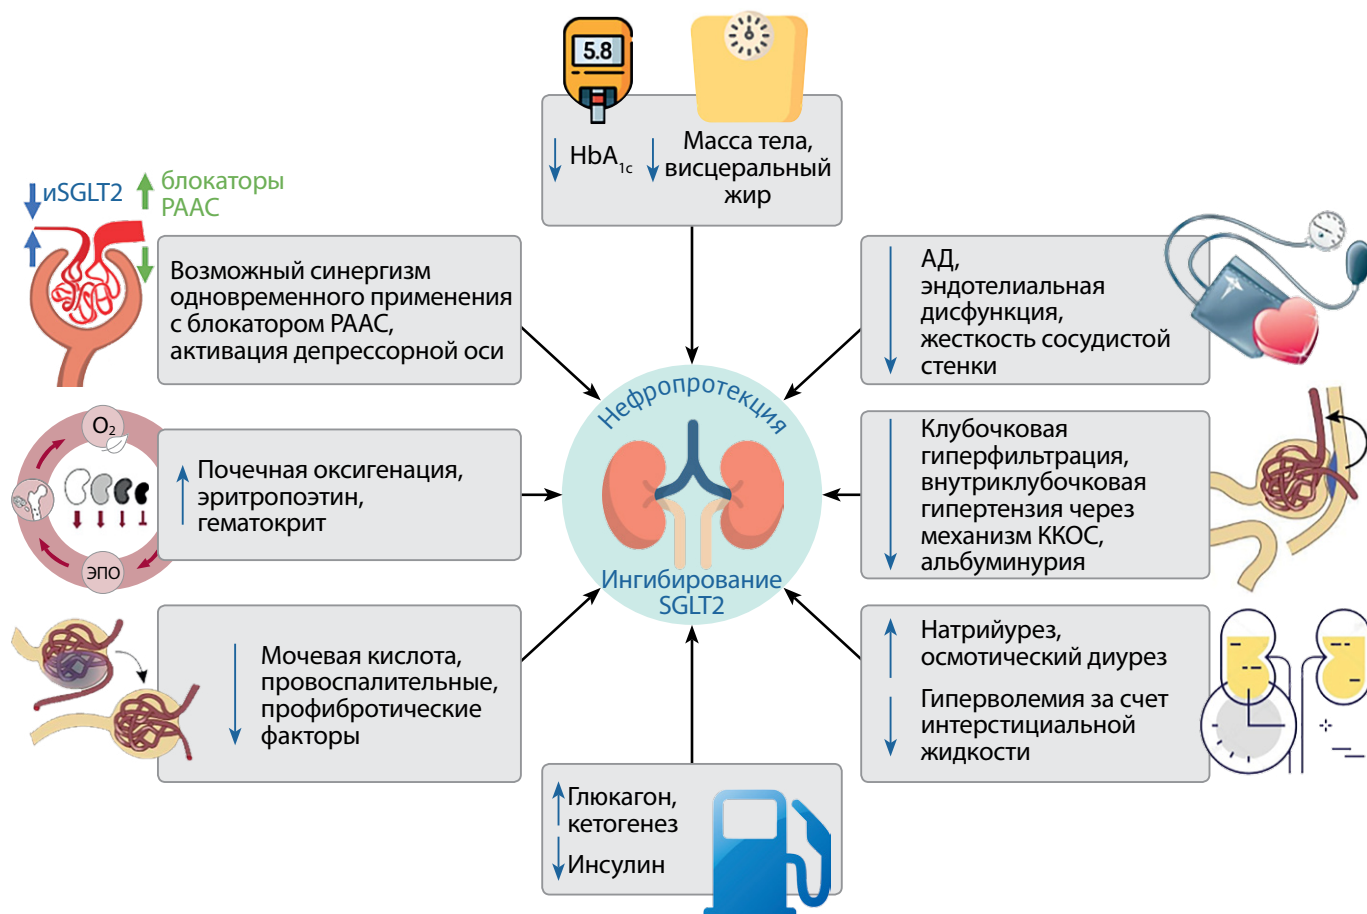 5.8
HbA1c
Масса тела,
висцеральный
жир
иSGLT2
блокаторы
РААС
Возможный синергизм
одновременного применения
с блокатором РААС,
активация депрессорной оси
АД,
эндотелиальная
дисфункция,
жесткость сосудистой
стенки
Нефропротекция
Ингибирование
SGLT2
O2
ЭПО
Почечная оксигенация,
эритропоэтин,
гематокрит
Клубочковая
гиперфильтрация,
внутриклубочковая
гипертензия через
механизм ККОС,
альбуминурия
Мочевая кислота,
провоспалительные,
профибротические
факторы
Натрийурез,
осмотический диурез
Гиперволемия за счет
интерстициальной
жидкости
Глюкагон,
кетогенез
Инсулин